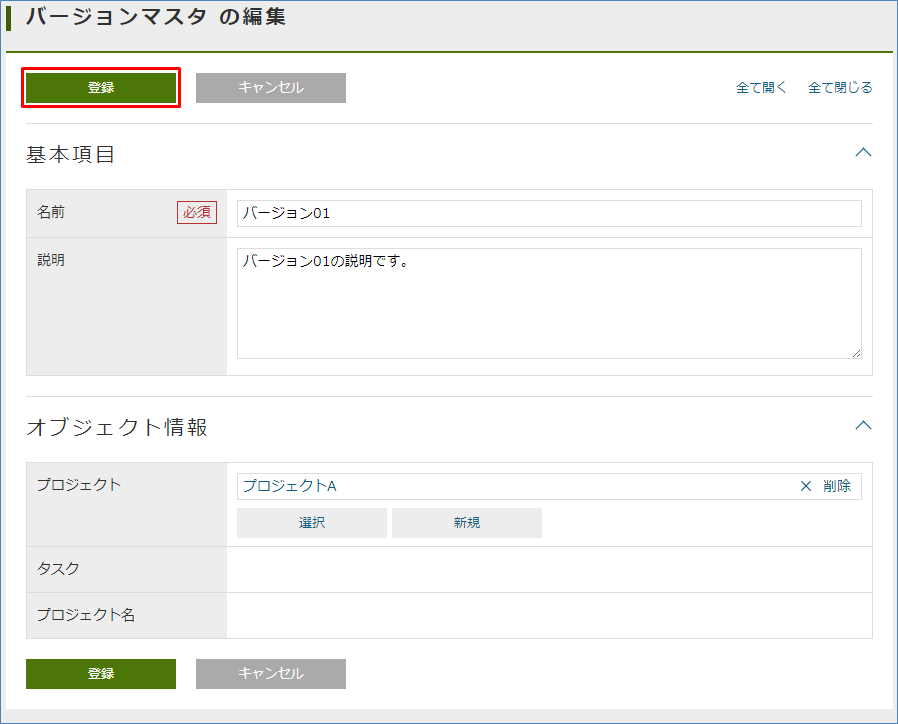 バージョンマスタ の編集
登録 キャンセル 全て開く 全て閉じる
基本項目
名前 必須 バージョン01
説明 バージョン01の説明です。
オブジェクト情報
プロジェクト プロジェクトA × 削除
選択 新規
タスク
プロジェクト名
登録 キャンセル